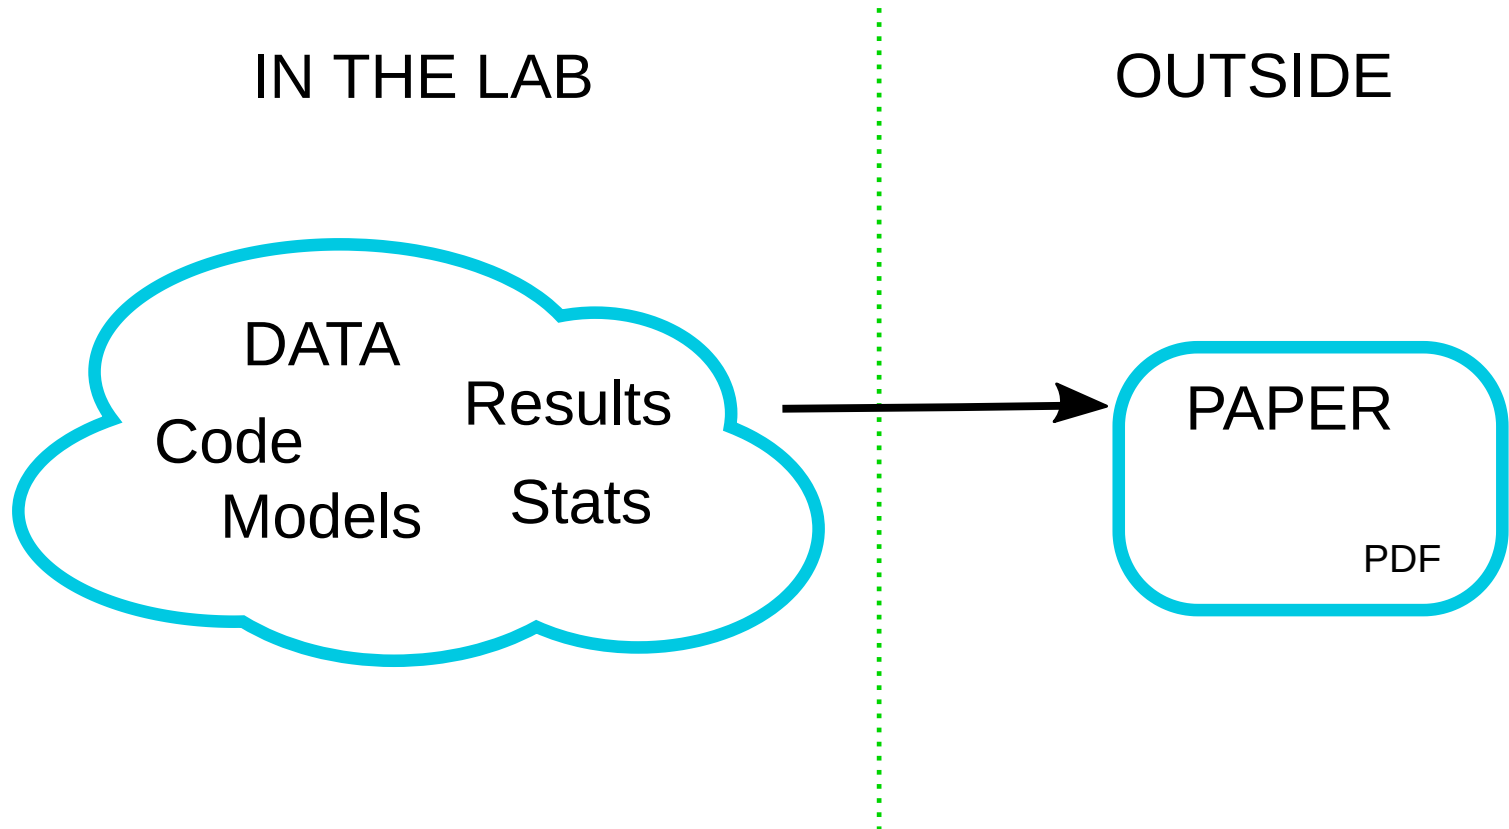 IN THE LAB
OUTSIDE
DATA
Results
Code
Models
Stats
PAPER
PDF